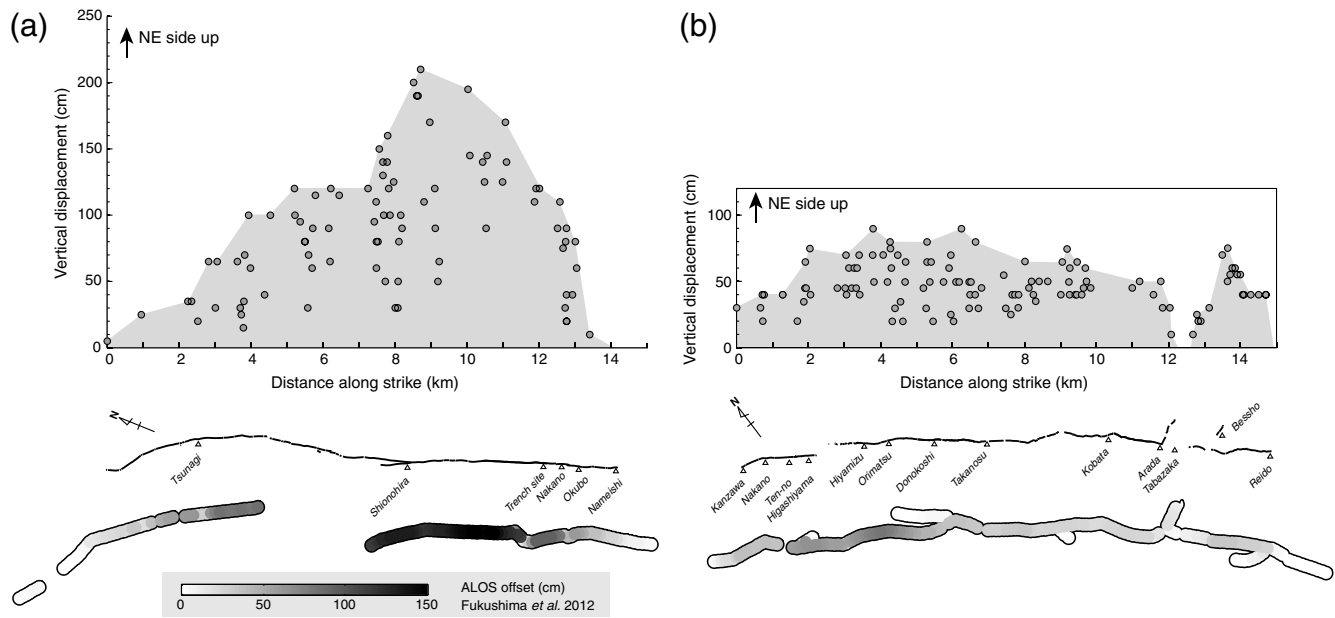 (a)
NE side up
Vertical displacement (cm)
250
200
150
100
50
0
0 2 4 6 8 10 12 14
Distance along strike (km)
N
Tsunagi
Shionohira
Trench site
Nakano
Okubo
Nameishi
ALOS offset (cm)
0 50 100 150
Fukushima et al. 2012
(b)
NE side up
Vertical displacement (cm)
100
50
0
0 2 4 6 8 10 12 14
Distance along strike (km)
N
Kanzawa
Nakano
Ten-no
Higashiyama
Hiyamizu
Orimatsu
Donokoshi
Takanosu
Kobata
Arada
Tabazaka
Bessho
Reido